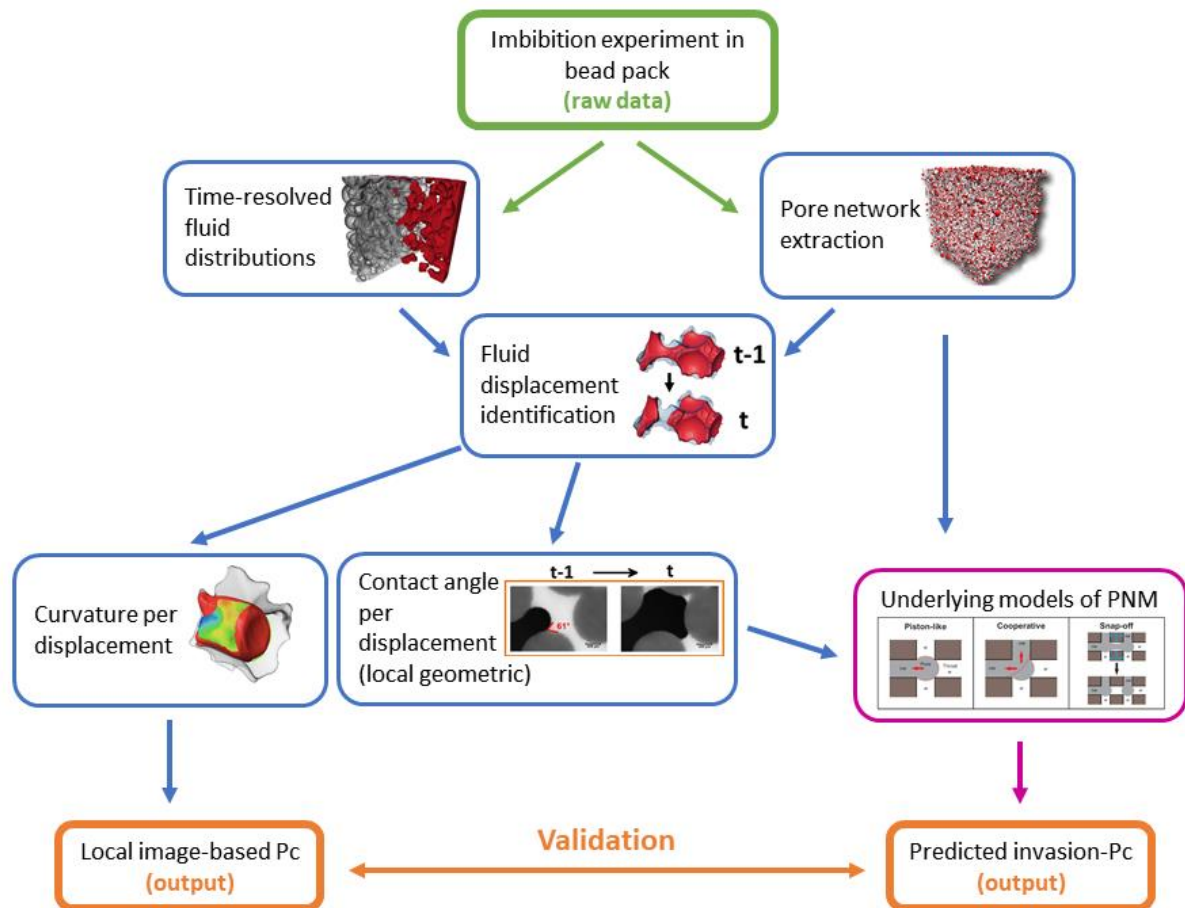 Imbibition experiment in
bead pack
(raw data)
Time-resolved
fluid
distributions
Pore network
extraction
Fluid
displacement
identification
t-1
t
Curvature per
displacement
Contact angle
per
displacement
(local geometric)
t-1
t
61°
Underlying models of PNM
Piston-like
Cooperative
Snap-off
Throat
Local image-based Pc
(output)
Validation
Predicted invasion-Pc
(output)